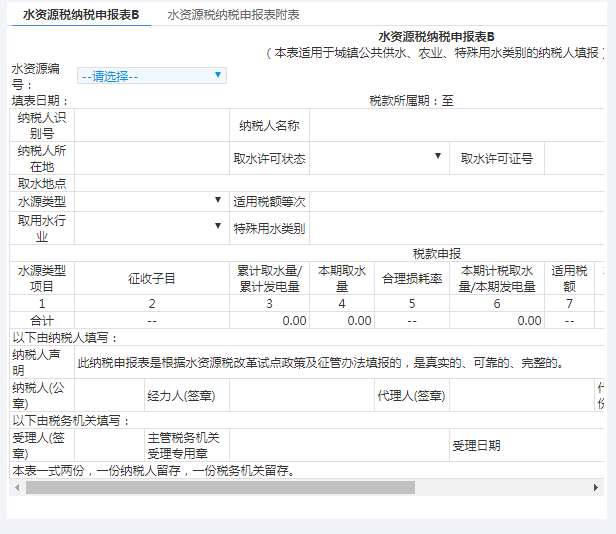 水资源税纳税申报表B 水资源税纳税申报表附表
水资源税纳税申报表B
（本表适用于城镇公共供水、农业、特殊用水类别的纳税人填报）
水资源编号： --请选择--
填表日期： 税款所属期：至
纳税人识别号 纳税人名称
纳税人所在地 取水许可状态 取水许可证号
取水地点
水源类型 适用税额等次
取用水行业 特殊用水类别
税款申报
水源类型项目 征收子目 累计取水量/累计发电量 本期取水量 合理损耗率 本期计税取水量/本期发电量 适用税额
1 2 3 4 5 6 7
合计 -- 0.00 0.00 -- 0.00 --
以下由纳税人填写：
纳税人声明 此纳税申报表是根据水资源税改革试点政策及征管办法填报的，是真实的、可靠的、完整的。
纳税人(公章) 经力人(签章) 代理人(签章)
以下由税务机关填写：
受理人(签章) 主管税务机关受理专用章 受理日期
本表一式两份，一份纳税人留存，一份税务机关留存。